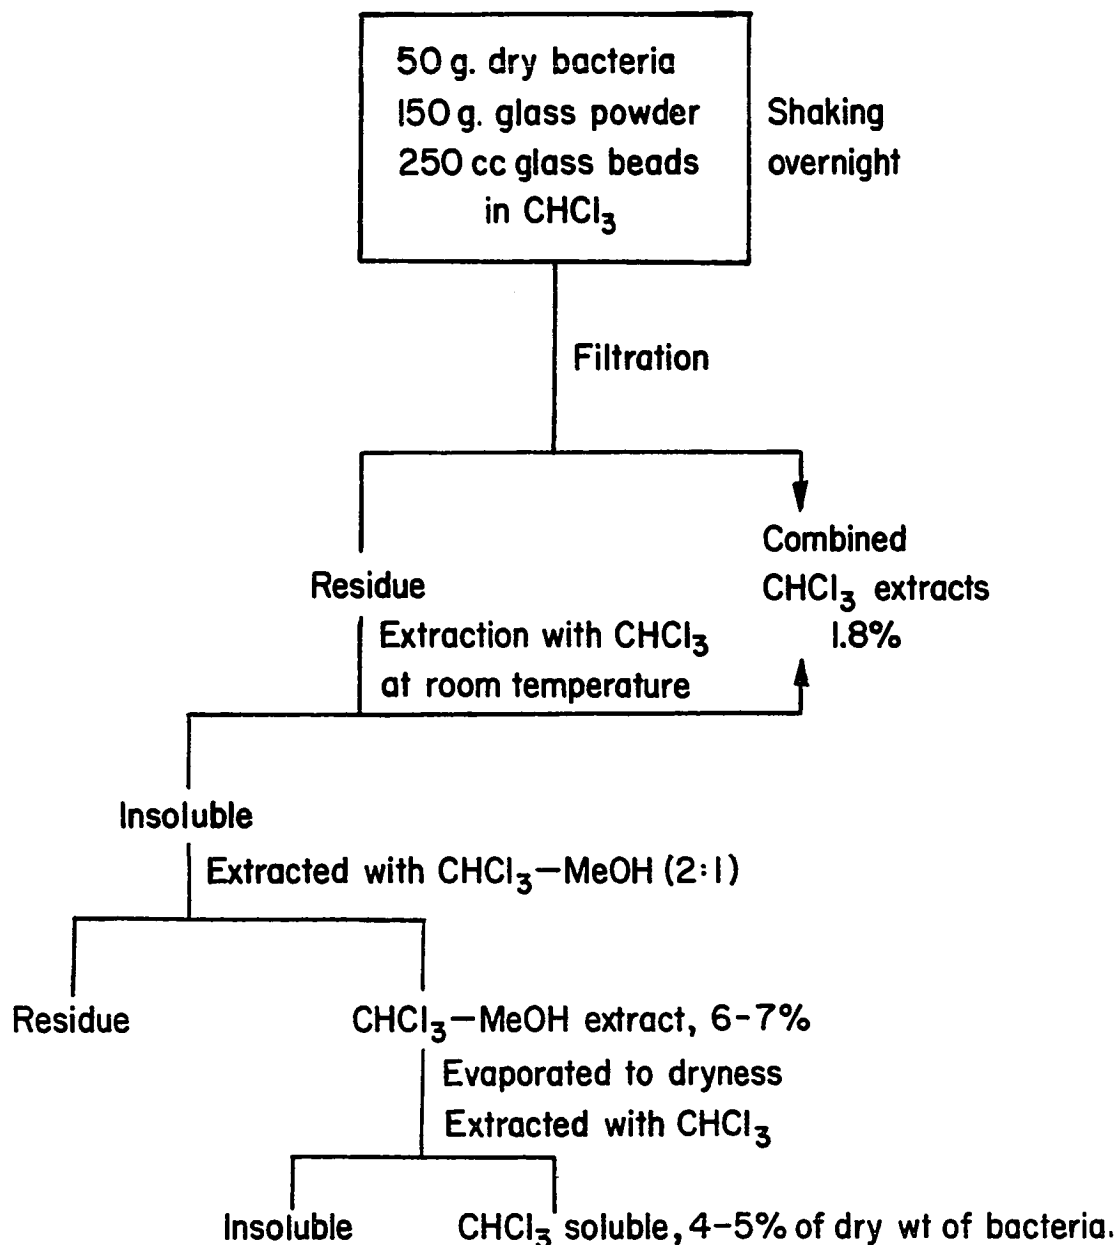 50 g. dry bacteria
150 g. glass powder
250 cc glass beads
in CHCl₃
Shaking
overnight
Filtration
Combined
CHCl₃ extracts
1.8%
Residue
Extraction with CHCl₃
at room temperature
Insoluble
Extracted with CHCl₃–MeOH (2:1)
Residue
CHCl₃–MeOH extract, 6-7%
Evaporated to dryness
Extracted with CHCl₃
Insoluble
CHCl₃ soluble, 4-5% of dry wt of bacteria.